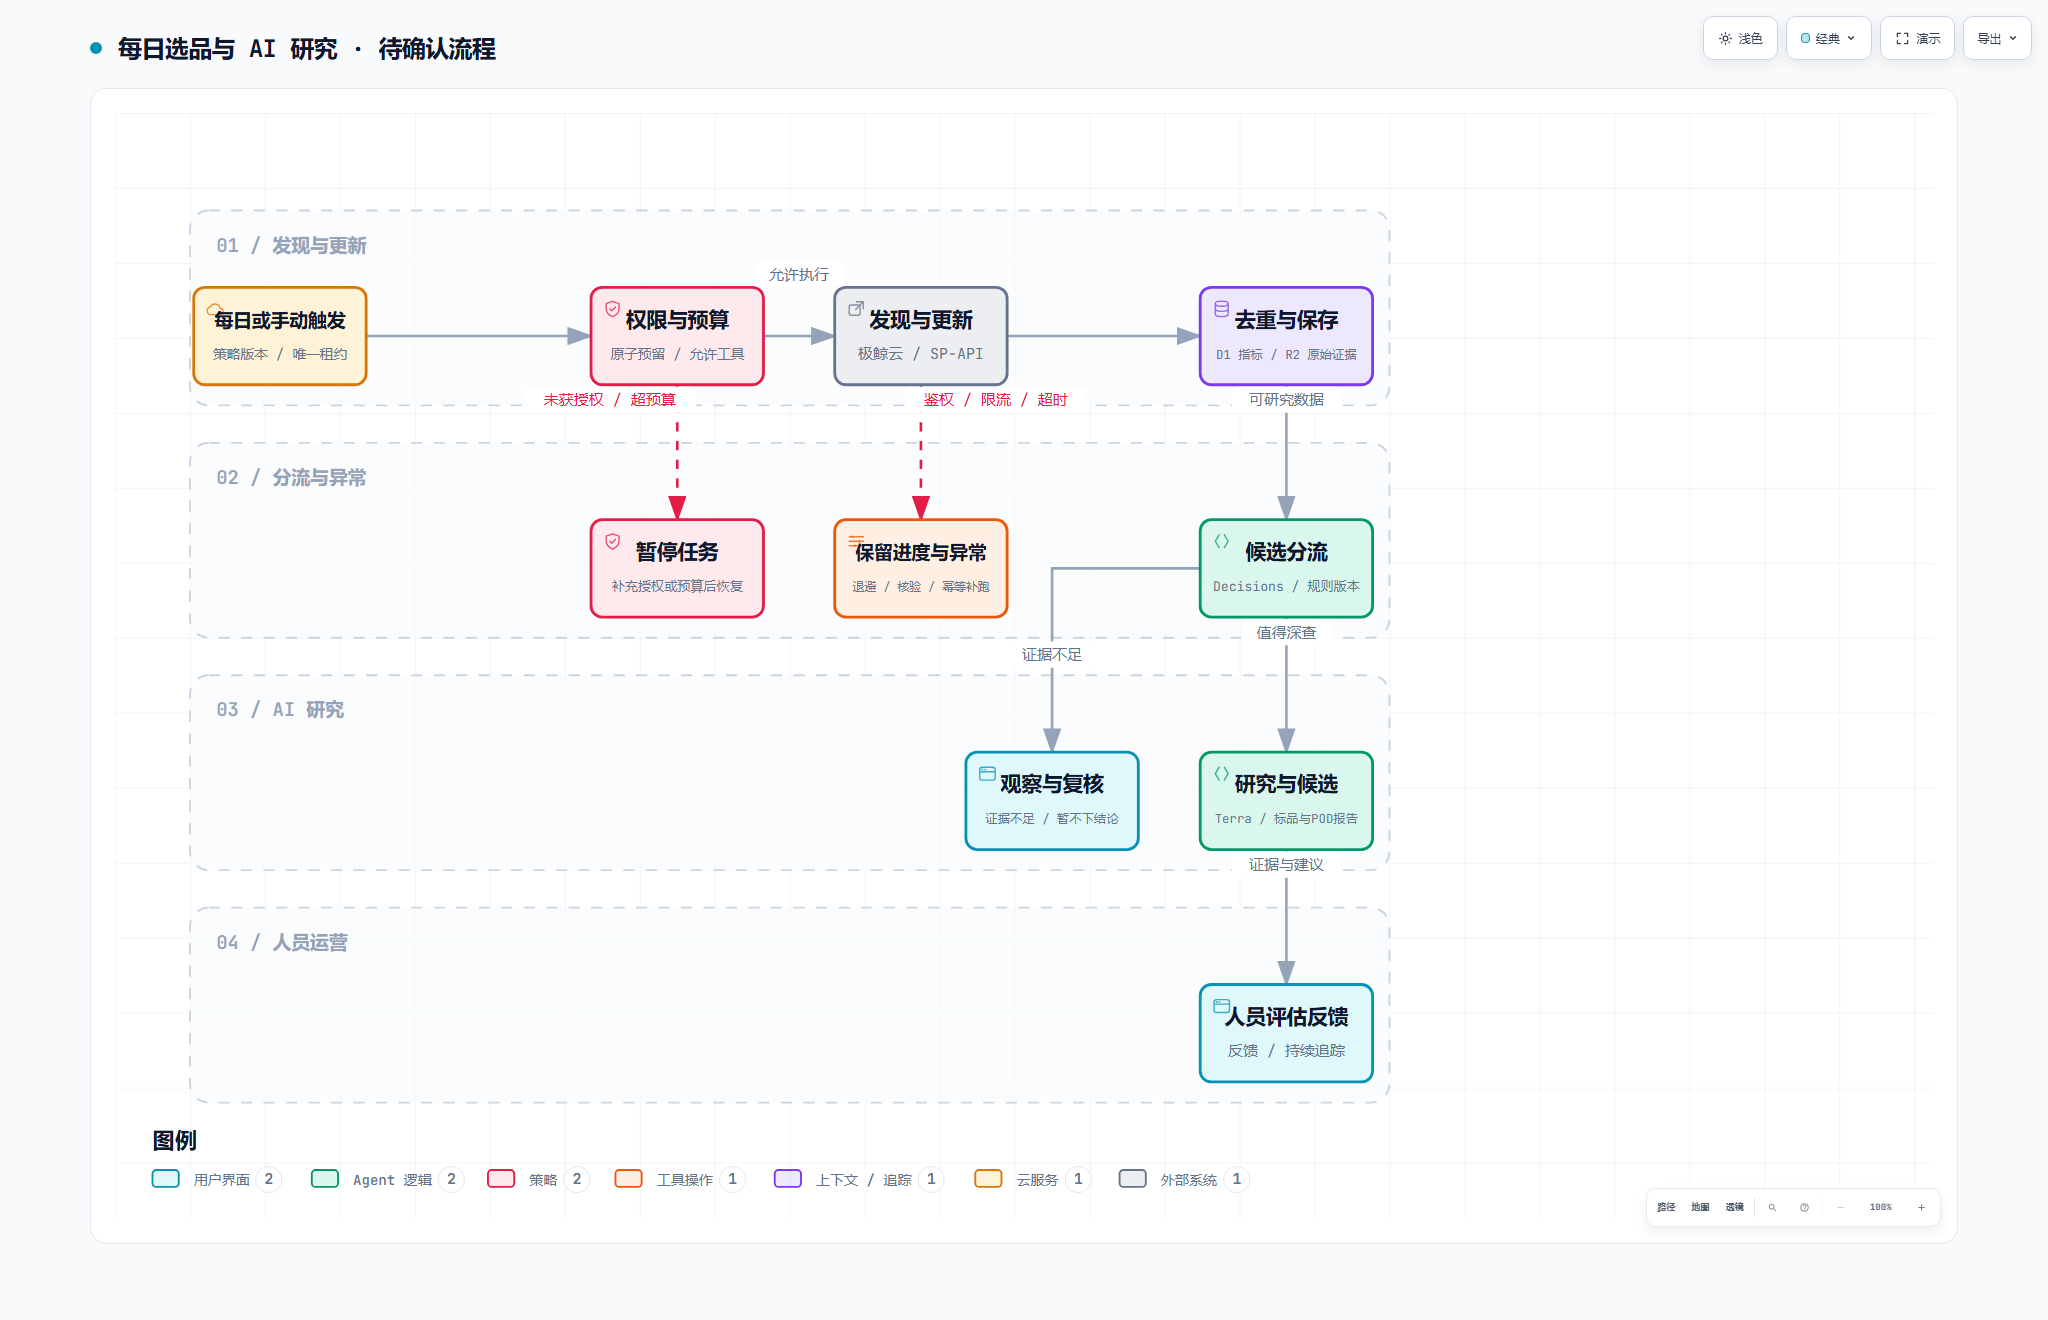 每日选品与 AI 研究 · 待确认流程
浅色
经典
演示
导出
01 / 发现与更新
允许执行
每日或手动触发
策略版本 / 唯一租约
权限与预算
原子预留 / 允许工具
发现与更新
极鲸云 / SP-API
去重与保存
D1 指标 / R2 原始证据
未获授权 / 超预算
鉴权 / 限流 / 超时
可研究数据
02 / 分流与异常
暂停任务
补充授权或预算后恢复
保留进度与异常
退避 / 核验 / 幂等补跑
候选分流
Decisions / 规则版本
值得深查
证据不足
03 / AI 研究
观察与复核
证据不足 / 暂不下结论
研究与候选
Terra / 标品与POD报告
证据与建议
04 / 人员运营
人员评估反馈
反馈 / 持续追踪
图例
用户界面 2
Agent 逻辑 2
策略 2
工具操作 1
上下文 / 追踪 1
云服务 1
外部系统 1
路径 地图 透镜 100%